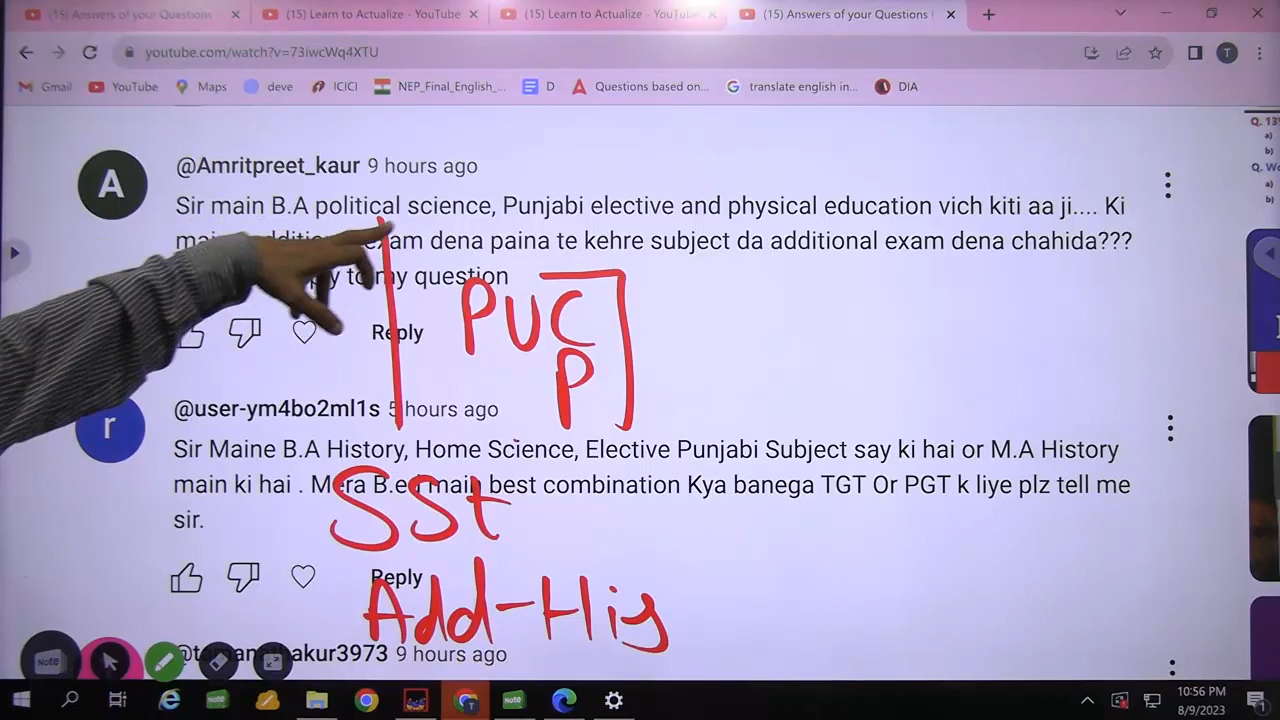 (15) Answers of your Questions
(15) Learn to Actualize - YouTube
(15) Learn to Actualize - YouTube
(15) Answers of your Questions
youtube.com/watch?v=73iwcWq4XTU
T
Gmail
YouTube
Maps
deve
ICICI
NEP_Final_English_...
D
Questions based on...
translate english in...
DIA
A
@Amritpreet_kaur 9 hours ago
Sir main B.A political science, Punjabi elective and physical education vich kiti aa ji.... Ki
exam dena paina te kehre subject da additional exam dena chahida???
to my question
Reply
PUC
P
r
@user-ym4bo2ml1s 5 hours ago
Sir Maine B.A History, Home Science, Elective Punjabi Subject say ki hai or M.A History
main ki hai . Mera B.ed main best combination Kya banega TGT Or PGT k liye plz tell me
sir.
SSt
Reply
Add-His
9 hours ago
Note
Note
Note
10:56 PM
8/9/2023
Q. 13
a)
b)
a)
b)